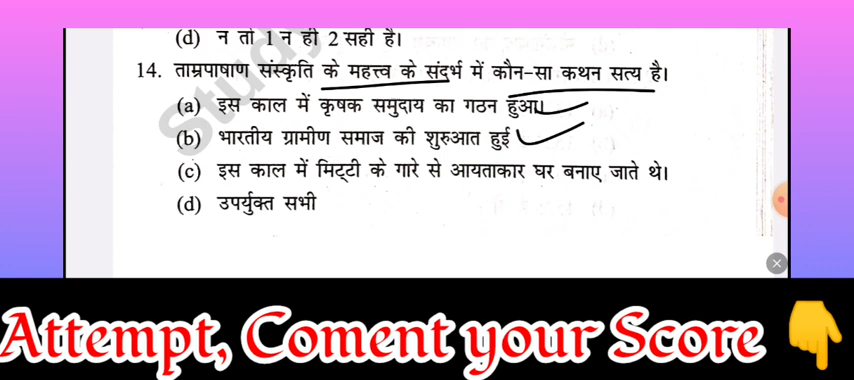 (d) न तो 1 न ही 2 सही है।
14. ताम्रपाषाण संस्कृति के महत्त्व के संदर्भ में कौन-सा कथन सत्य है।
(a) इस काल में कृषक समुदाय का गठन हुआ।
(b) भारतीय ग्रामीण समाज की शुरुआत हुई
(c) इस काल में मिट्टी के गारे से आयताकार घर बनाए जाते थे।
(d) उपर्युक्त सभी
Study
Attempt, Coment your Score